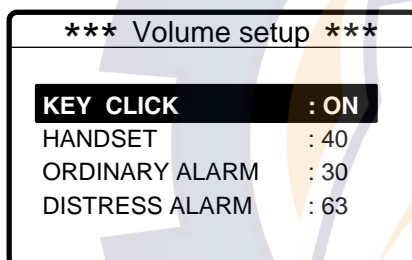 *** Volume setup ***
KEY CLICK : ON
HANDSET : 40
ORDINARY ALARM : 30
DISTRESS ALARM : 63